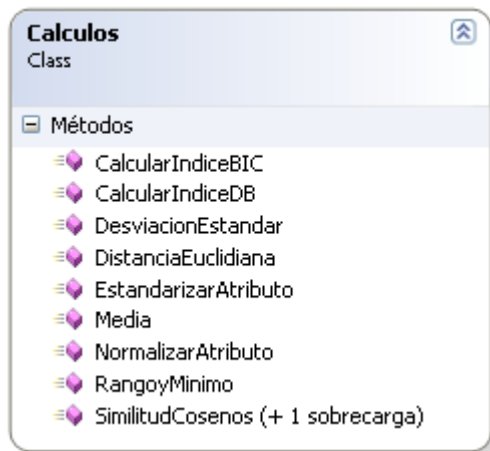 Calculos
Class
Métodos
CalcularIndiceBIC
CalcularIndiceDB
DesviacionEstandar
DistanciaEuclidiana
EstandarizarAtributo
Media
NormalizarAtributo
RangoyMinimo
SimilitudCosenos (+ 1 sobrecarga)